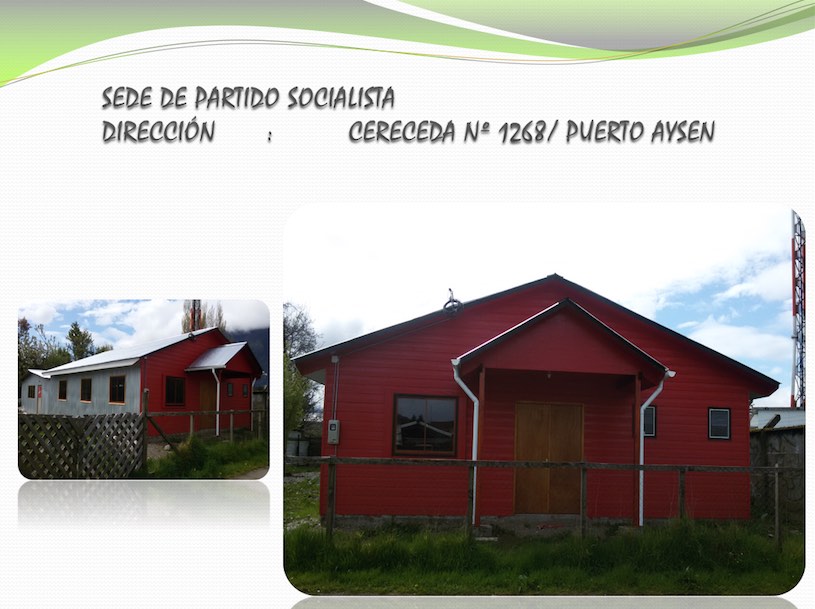 SEDE DE PARTIDO SOCIALISTA
DIRECCIÓN : CERECEDA Nº 1268/ PUERTO AYSEN